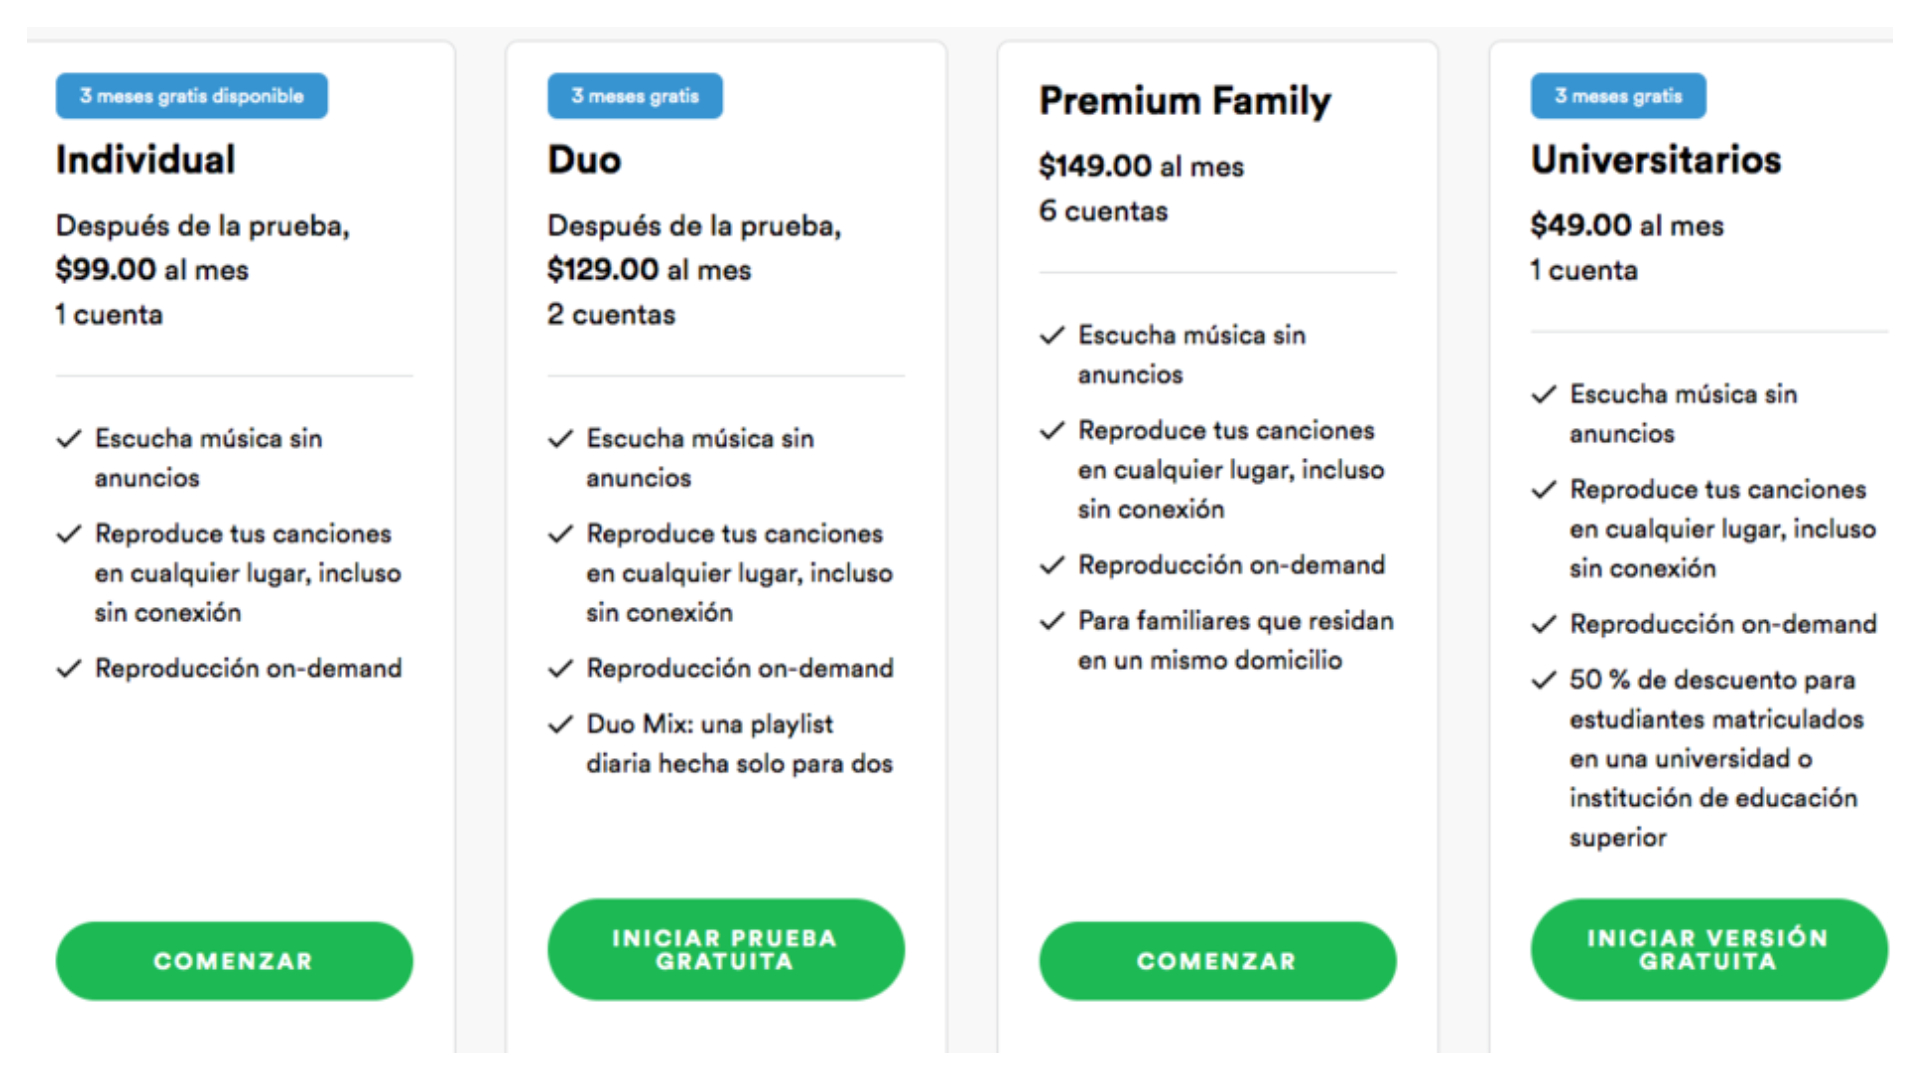 3 meses gratis disponible
Individual
Después de la prueba,
$99.00 al mes
1 cuenta
Escucha música sin
anuncios
Reproduce tus canciones
en cualquier lugar, incluso
sin conexión
Reproducción on-demand
COMENZAR
3 meses gratis
Duo
Después de la prueba,
$129.00 al mes
2 cuentas
Escucha música sin
anuncios
Reproduce tus canciones
en cualquier lugar, incluso
sin conexión
Reproducción on-demand
Duo Mix: una playlist
diaria hecha solo para dos
INICIAR PRUEBA
GRATUITA
Premium Family
$149.00 al mes
6 cuentas
Escucha música sin
anuncios
Reproduce tus canciones
en cualquier lugar, incluso
sin conexión
Reproducción on-demand
Para familiares que residan
en un mismo domicilio
COMENZAR
3 meses gratis
Universitarios
$49.00 al mes
1 cuenta
Escucha música sin
anuncios
Reproduce tus canciones
en cualquier lugar, incluso
sin conexión
Reproducción on-demand
50 % de descuento para
estudiantes matriculados
en una universidad o
institución de educación
superior
INICIAR VERSIÓN
GRATUITA